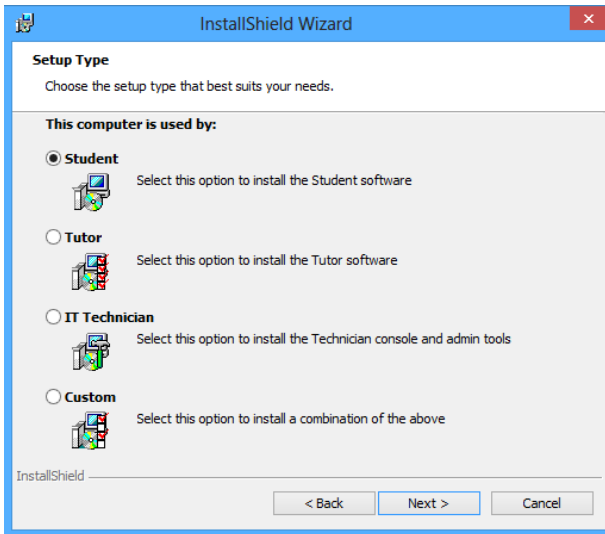 InstallShield Wizard
Setup Type
Choose the setup type that best suits your needs.
This computer is used by:
Student
Select this option to install the Student software
Tutor
Select this option to install the Tutor software
IT Technician
Select this option to install the Technician console and admin tools
Custom
Select this option to install a combination of the above
InstallShield
< Back Next > Cancel